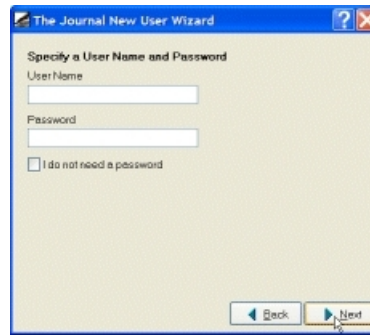 The Journal New User Wizard
Specify a User Name and Password
User Name
Password
I do not need a password
Back
Next